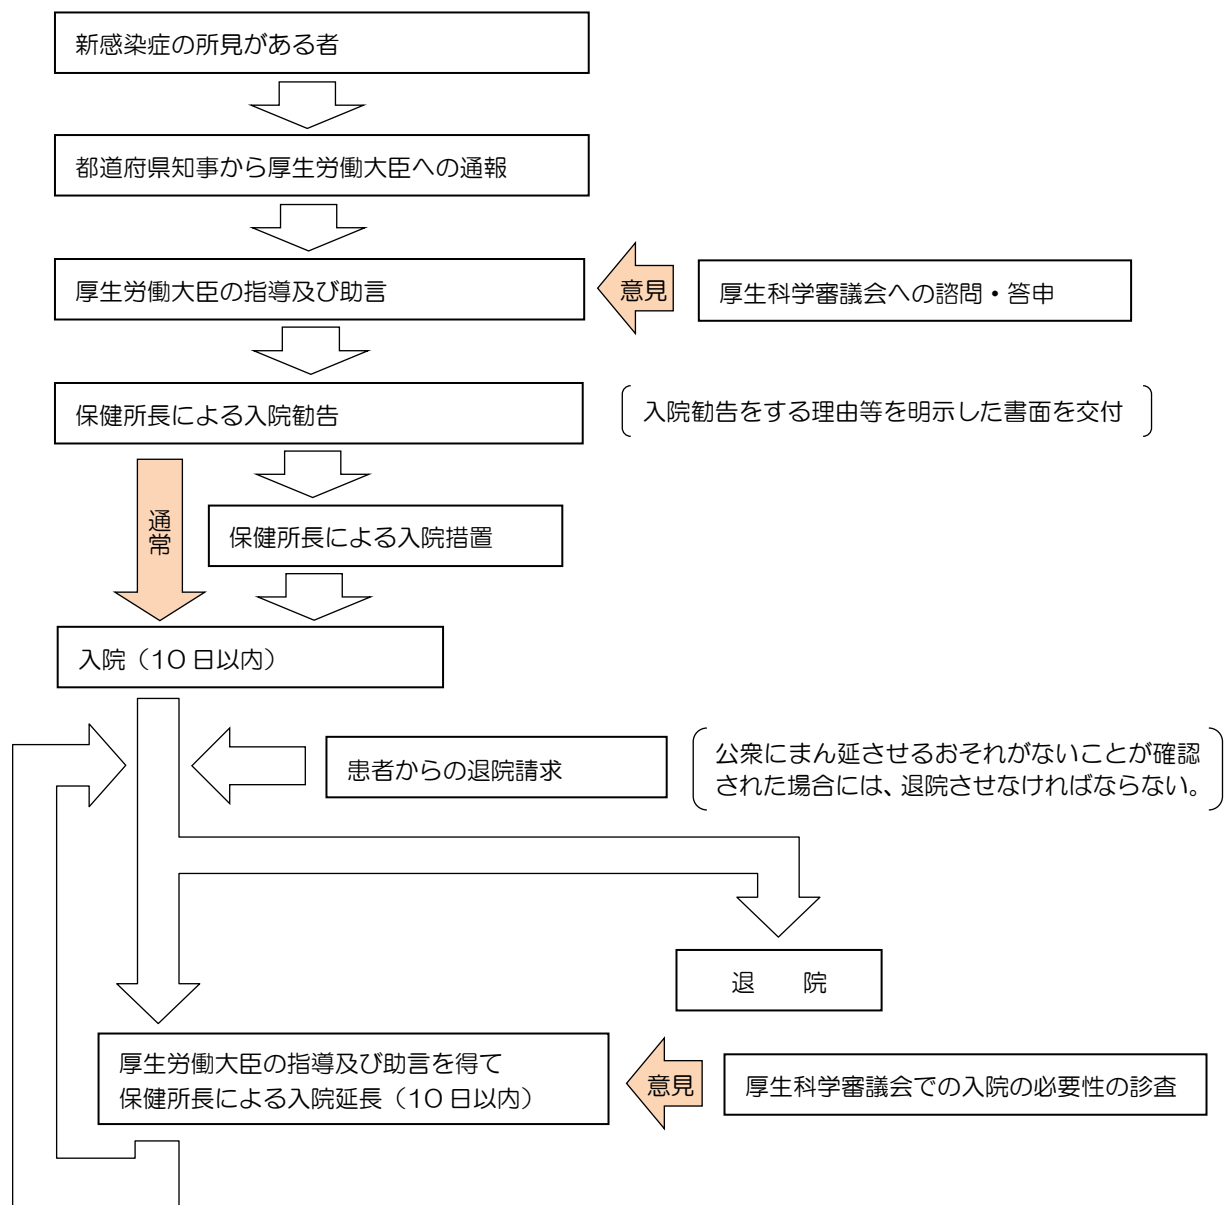 新感染症の所見がある者
都道府県知事から厚生労働大臣への通報
厚生労働大臣の指導及び助言
意見
厚生科学審議会への諮問・答申
保健所長による入院勧告
入院勧告をする理由等を明示した書面を交付
通常
保健所長による入院措置
入院（10 日以内）
患者からの退院請求
公衆にまん延させるおそれがないことが確認
された場合には、退院させなければならない。
退　　院
厚生労働大臣の指導及び助言を得て
保健所長による入院延長（10 日以内）
意見
厚生科学審議会での入院の必要性の診査